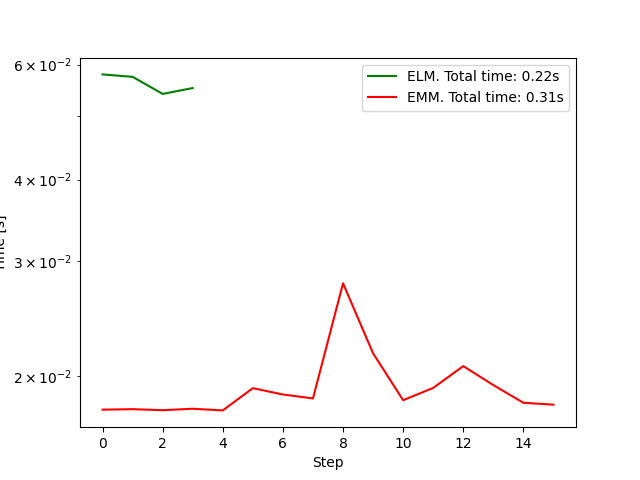 6 × 10⁻²
4 × 10⁻²
3 × 10⁻²
2 × 10⁻²
ELM. Total time: 0.22s
EMM. Total time: 0.31s
0 2 4 6 8 10 12 14
Step